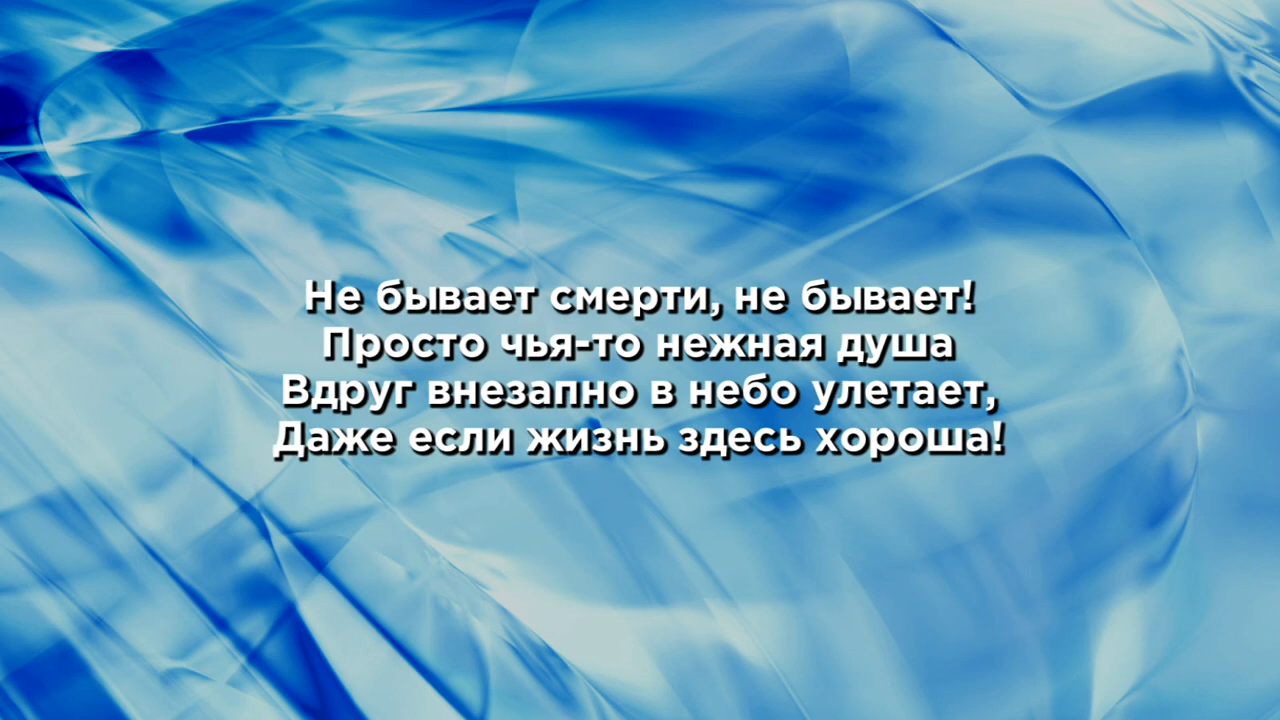 Не бывает смерти, не бывает!
Просто чья-то нежная душа
Вдруг внезапно в небо улетает,
Даже если жизнь здесь хороша!